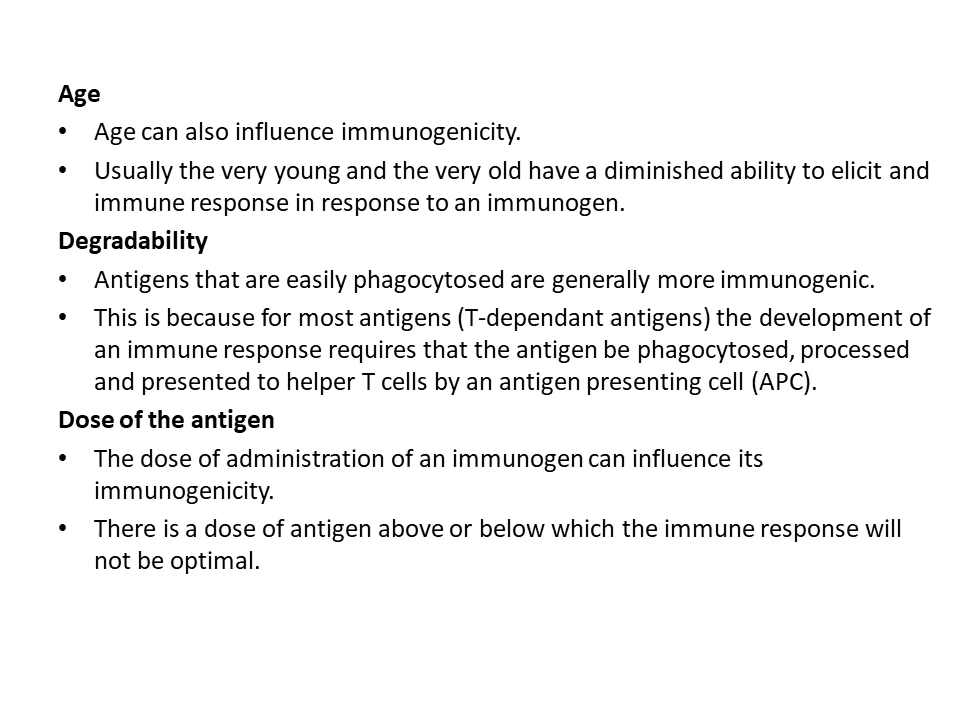 Age
• Age can also influence immunogenicity.
• Usually the very young and the very old have a diminished ability to elicit and
immune response in response to an immunogen.
Degradability
• Antigens that are easily phagocytosed are generally more immunogenic.
• This is because for most antigens (T-dependant antigens) the development of
an immune response requires that the antigen be phagocytosed, processed
and presented to helper T cells by an antigen presenting cell (APC).
Dose of the antigen
• The dose of administration of an immunogen can influence its
immunogenicity.
• There is a dose of antigen above or below which the immune response will
not be optimal.